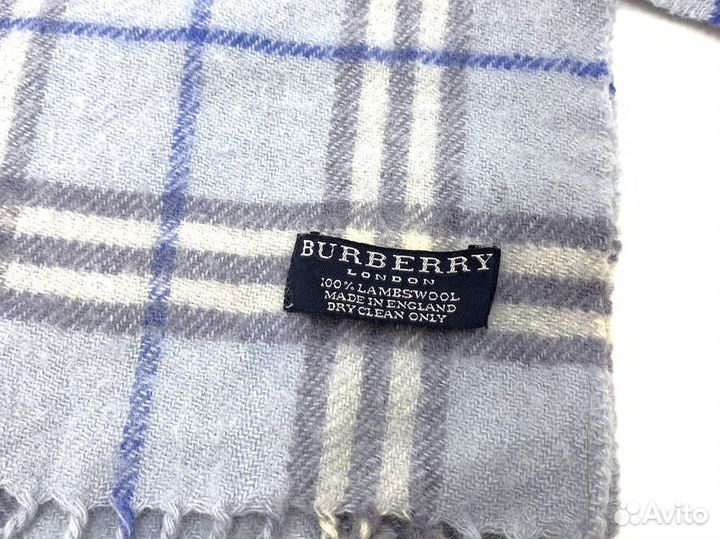 BURBERRY
LONDON
100% LAMBSWOOL
MADE IN ENGLAND
DRY CLEAN ONLY
Avito